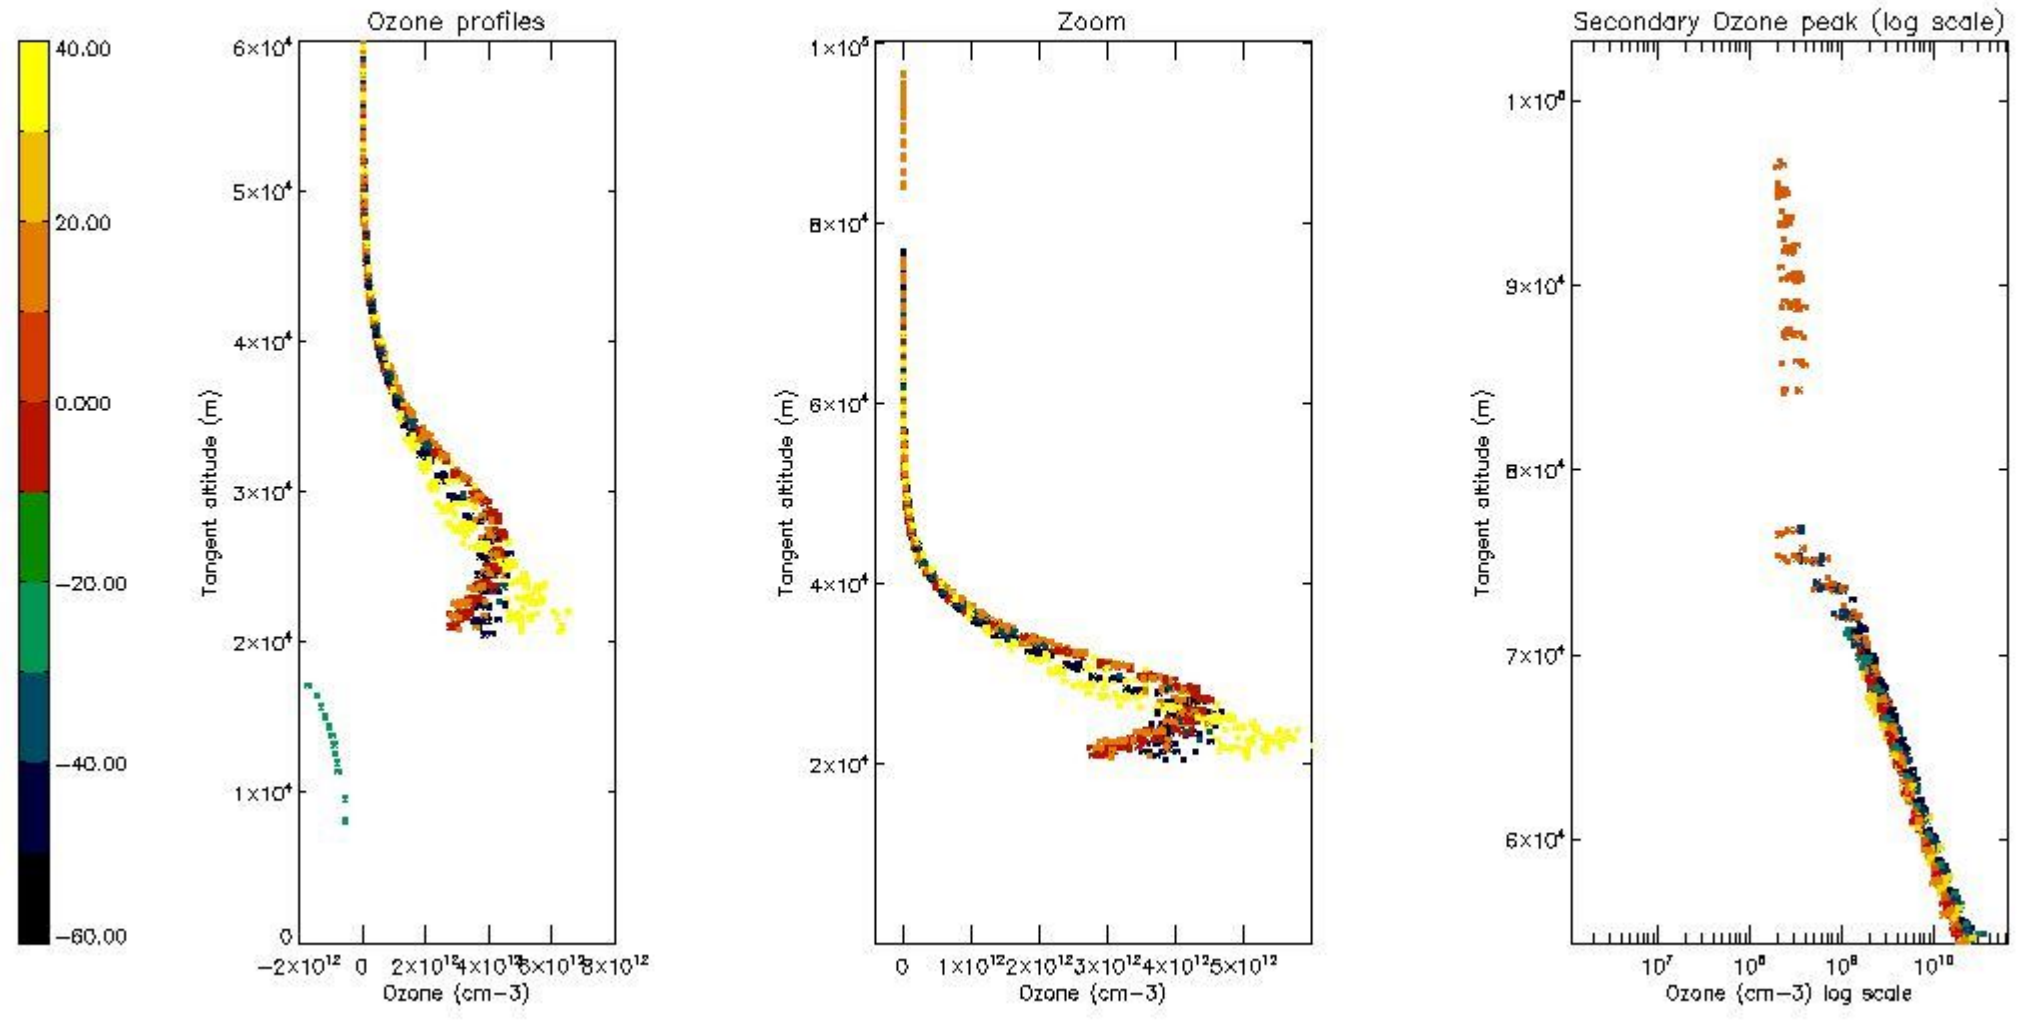 Ozone profiles
Zoom
Secondary Ozone peak (log scale)
40.00
20.00
0.000
−20.00
−40.00
−60.00
6×10⁴
5×10⁴
4×10⁴
3×10⁴
2×10⁴
1×10⁴
0
Tangent altitude (m)
−2×10¹² 0 2×10¹² 4×10¹² 6×10¹² 8×10¹²
Ozone (cm−3)
1×10⁵
8×10⁴
6×10⁴
4×10⁴
2×10⁴
Tangent altitude (m)
0 1×10¹² 2×10¹² 3×10¹² 4×10¹² 5×10¹²
Ozone (cm−3)
1×10⁵
9×10⁴
8×10⁴
7×10⁴
6×10⁴
Tangent altitude (m)
10⁷ 10⁸ 10⁹ 10¹⁰
Ozone (cm−3) log scale